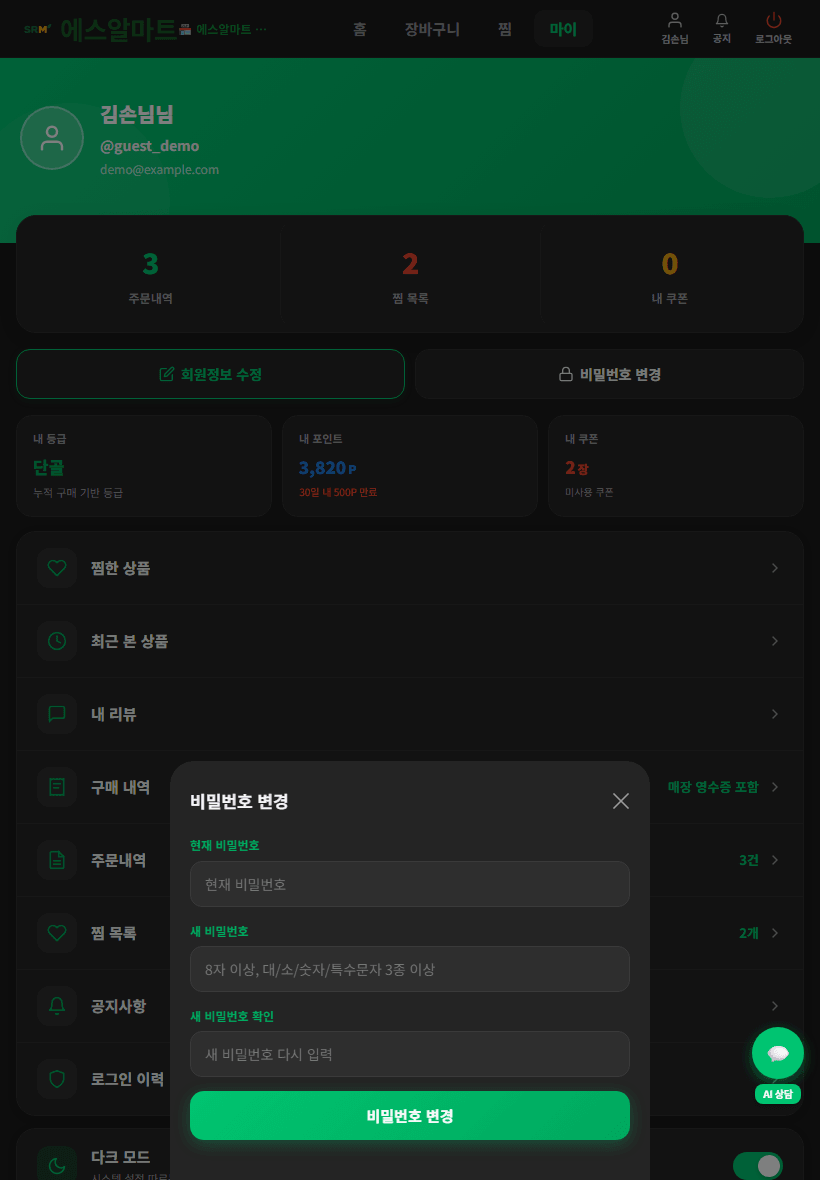 SRM 에스알마트 에스알마트 ...
홈 장바구니 찜 마이
김손님 공지 로그아웃
김손님님
@guest_demo
demo@example.com
3 2 0
주문내역 찜 목록 내 쿠폰
회원정보 수정 비밀번호 변경
내 등급 내 포인트 내 쿠폰
단골 3,820P 2장
누적 구매 기반 등급 30일 내 500P 만료 미사용 쿠폰
찜한 상품
최근 본 상품
내 리뷰
구매 내역 매장 영수증 포함
주문내역 3건
찜 목록 2개
공지사항
로그인 이력
비밀번호 변경
현재 비밀번호
현재 비밀번호
새 비밀번호
8자 이상, 대/소/숫자/특수문자 3종 이상
새 비밀번호 확인
새 비밀번호 다시 입력
비밀번호 변경
AI 상담
다크 모드
시스템 설정 따르